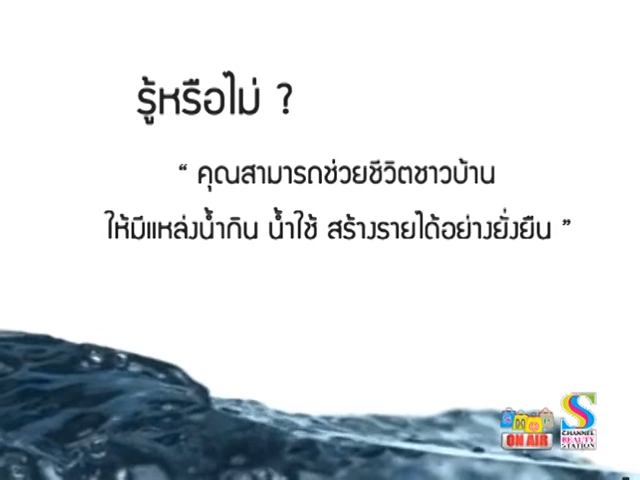 รู้หรือไม่ ?
“ คุณสามารถช่วยชีวิตชาวบ้าน
ให้มีแหล่งน้ำกิน น้ำใช้ สร้างรายได้อย่างยั่งยืน ”
ON AIR
S
CHANNEL
BEAUTY
STATION